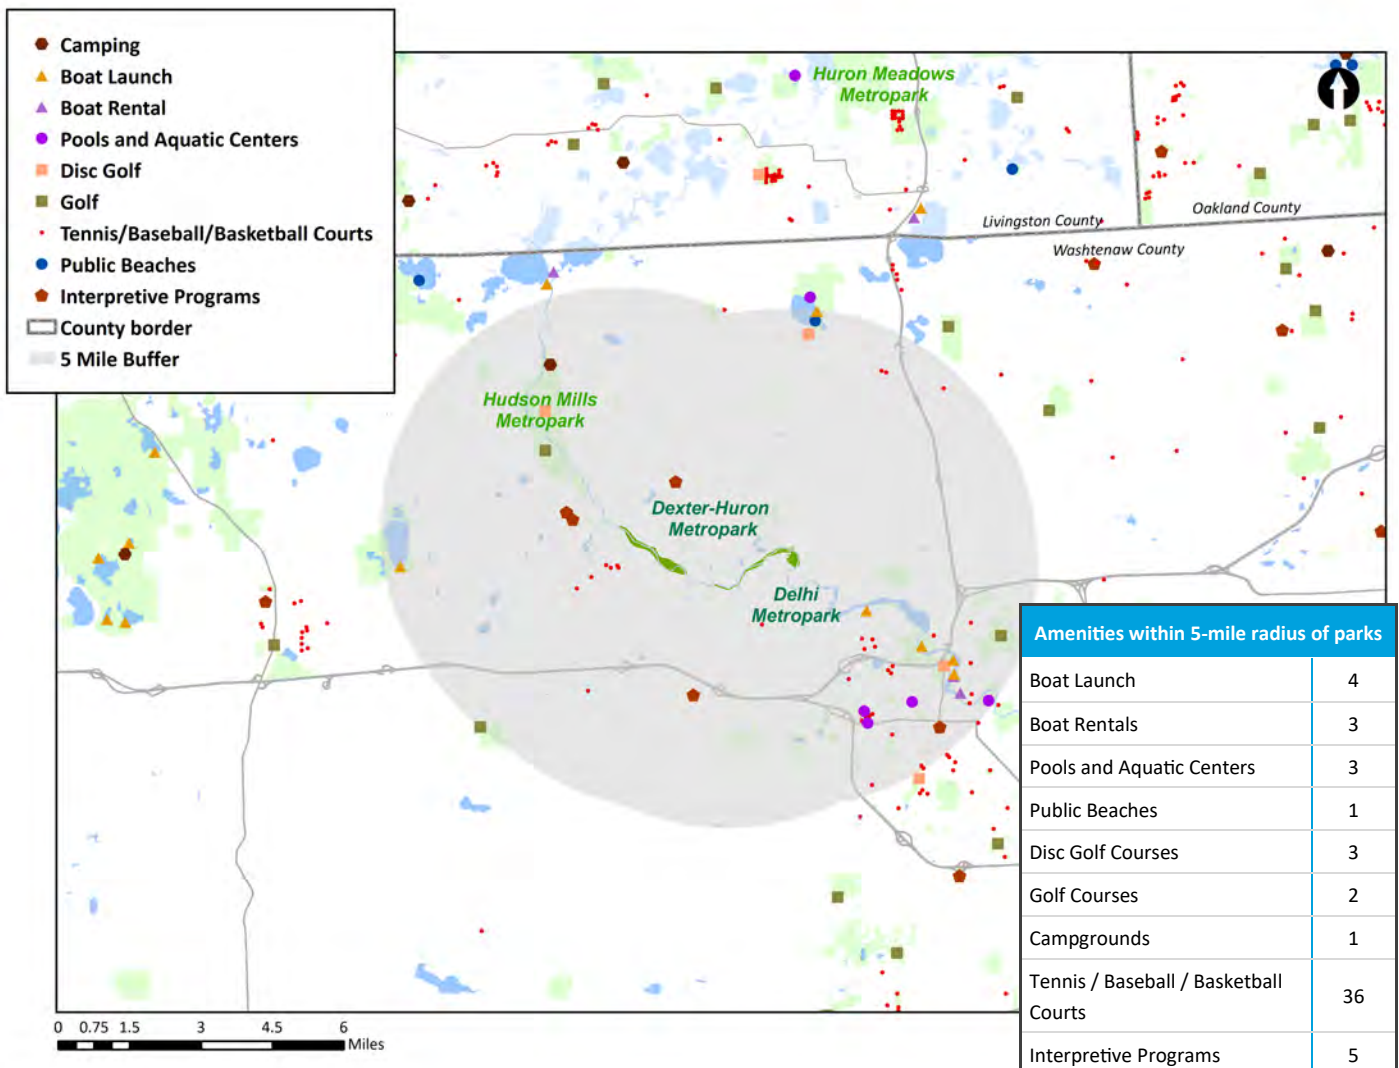 Camping
Boat Launch
Boat Rental
Pools and Aquatic Centers
Disc Golf
Golf
Tennis/Baseball/Basketball Courts
Public Beaches
Interpretive Programs
County border
5 Mile Buffer
Huron Meadows
Metropark
Livingston County
Oakland County
Washtenaw County
Hudson Mills
Metropark
Dexter-Huron
Metropark
Delhi
Metropark
Amenities within 5-mile radius of parks
Boat Launch 4
Boat Rentals 3
Pools and Aquatic Centers 3
Public Beaches 1
Disc Golf Courses 3
Golf Courses 2
Campgrounds 1
Tennis / Baseball / Basketball
Courts 36
Interpretive Programs 5
0 0.75 1.5 3 4.5 6
Miles